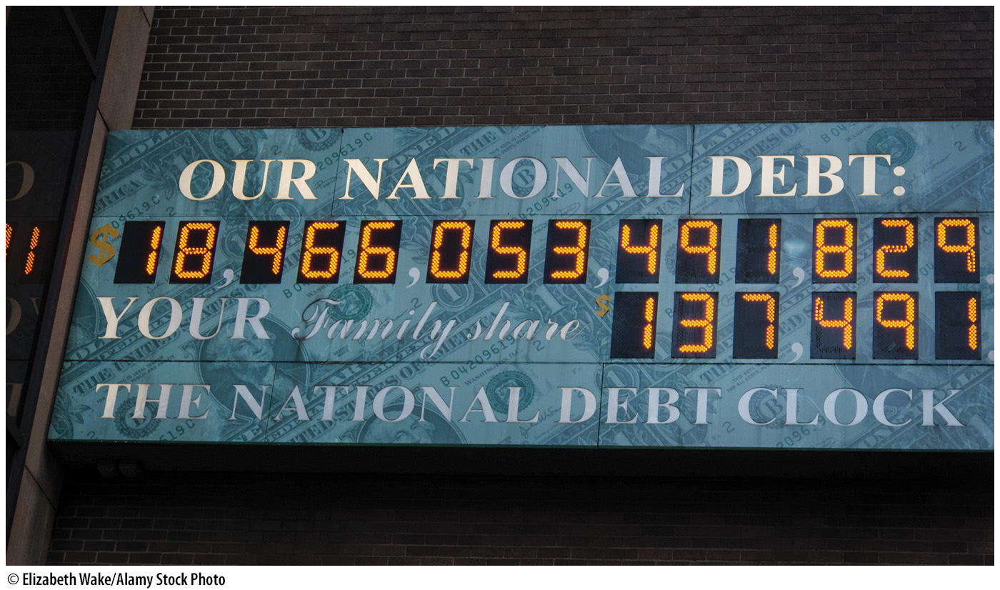 OUR NATIONAL DEBT:
$18,466,053,491,829
YOUR Family share $137,491
THE NATIONAL DEBT CLOCK
© Elizabeth Wake/Alamy Stock Photo